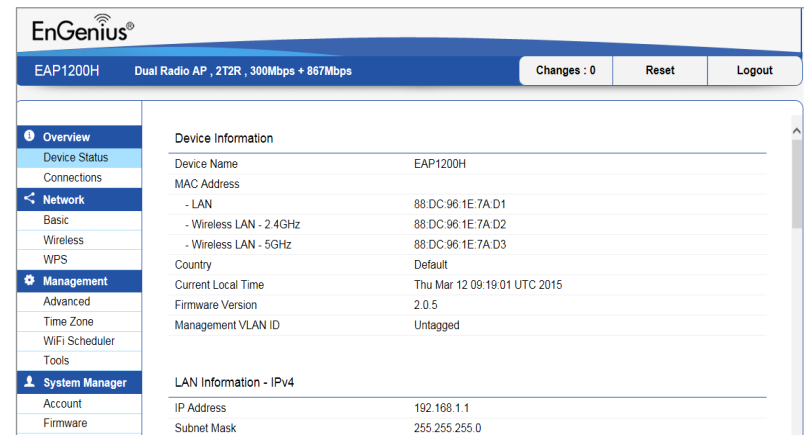 EnGenius®
EAP1200H Dual Radio AP , 2T2R , 300Mbps + 867Mbps Changes : 0 Reset Logout
Overview
Device Status
Connections
Network
Basic
Wireless
WPS
Management
Advanced
Time Zone
WiFi Scheduler
Tools
System Manager
Account
Firmware
Device Information
Device Name EAP1200H
MAC Address
- LAN 88:DC:96:1E:7A:D1
- Wireless LAN - 2.4GHz 88:DC:96:1E:7A:D2
- Wireless LAN - 5GHz 88:DC:96:1E:7A:D3
Country Default
Current Local Time Thu Mar 12 09:19:01 UTC 2015
Firmware Version 2.0.5
Management VLAN ID Untagged
LAN Information - IPv4
IP Address 192.168.1.1
Subnet Mask 255.255.255.0